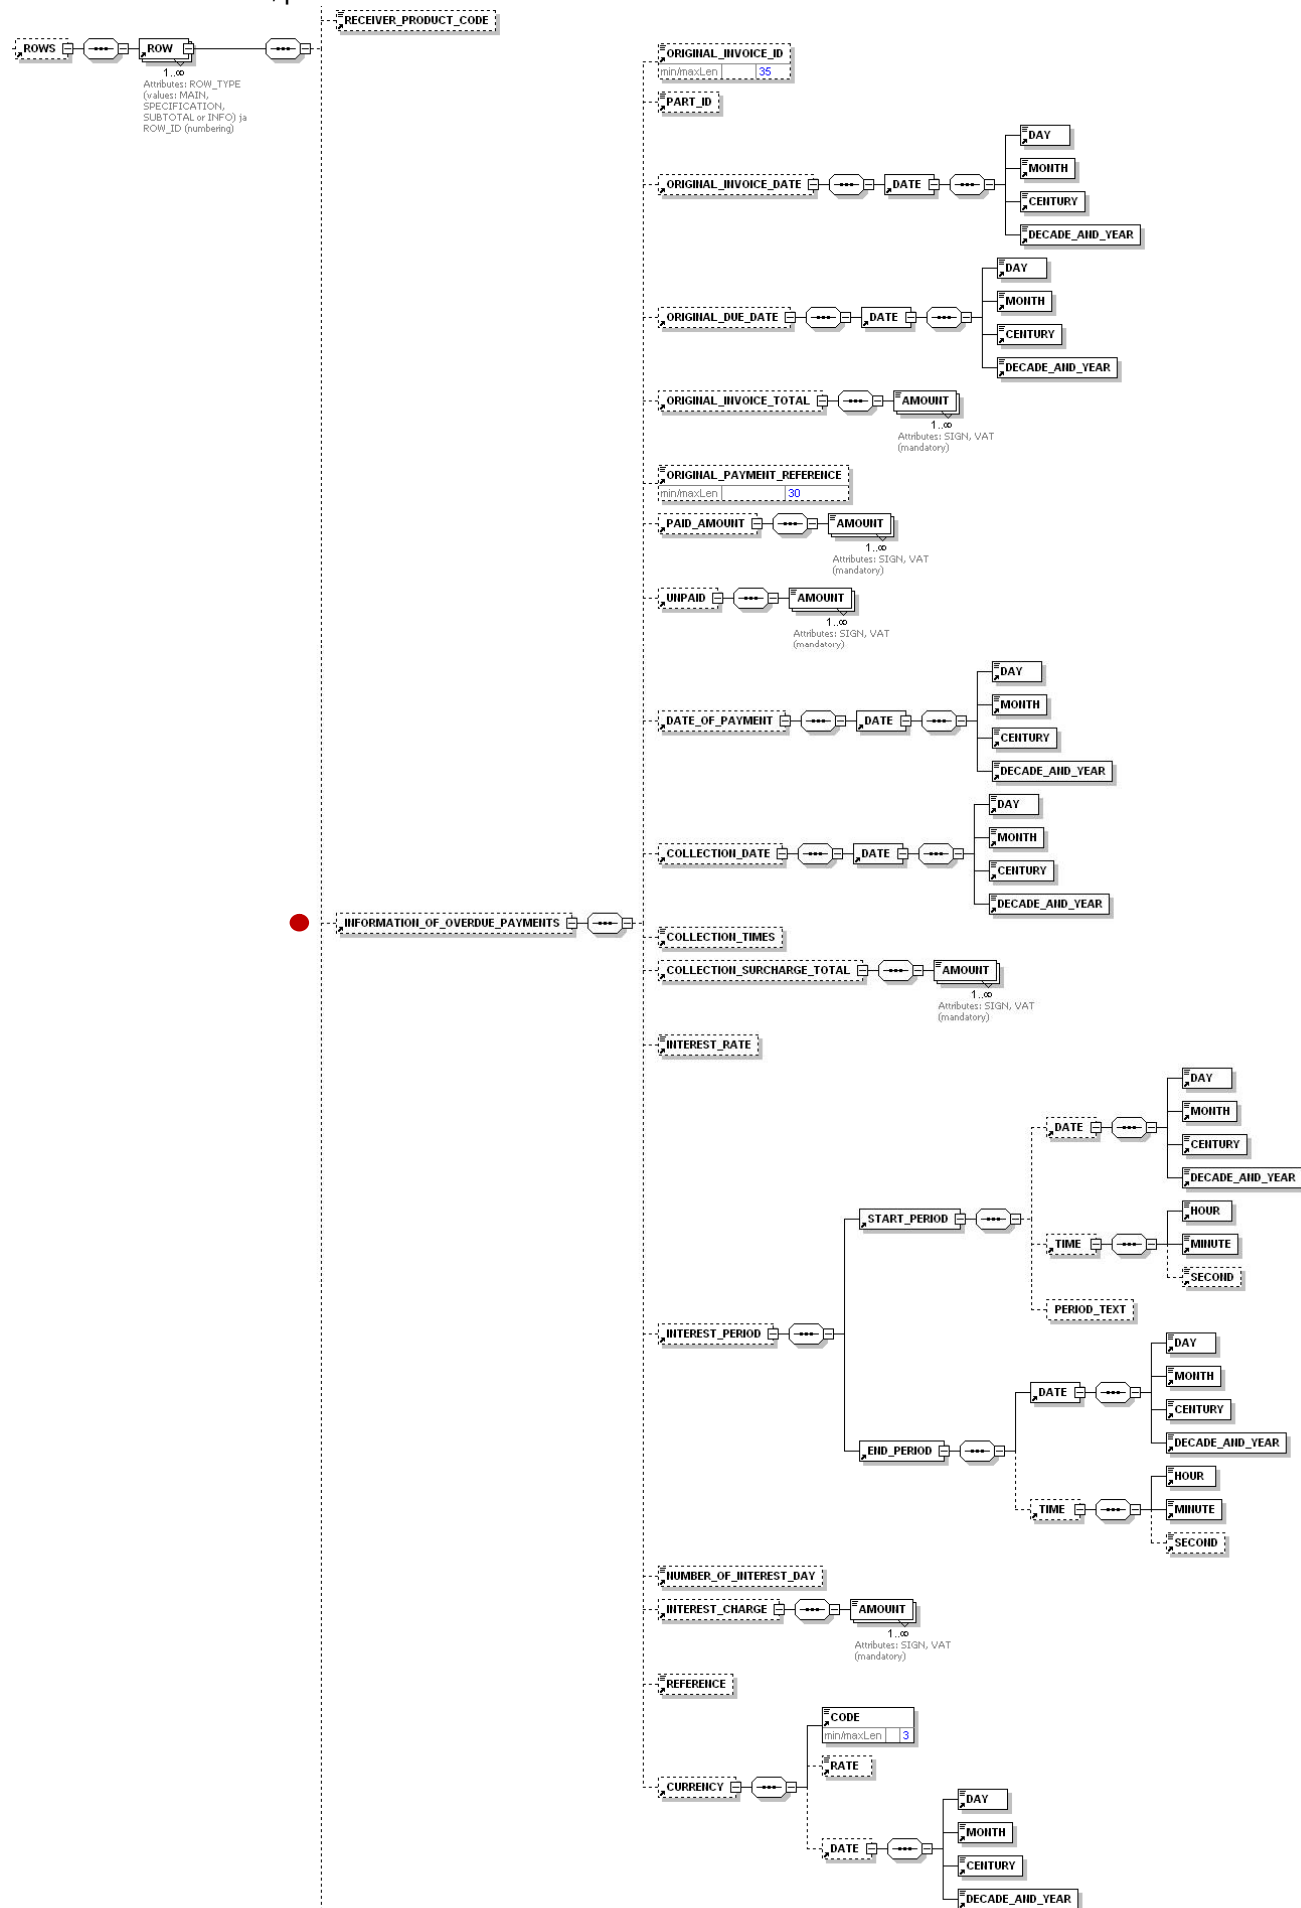 RECEIVER_PRODUCT_CODE
ROWS
ROW
1..∞
Attributes: ROW_TYPE
(values: MAIN,
SPECIFICATION,
SUBTOTAL or INFO) ja
ROW_ID (numbering)
ORIGINAL_INVOICE_ID
min/maxLen 35
PART_ID
ORIGINAL_INVOICE_DATE
DATE
DAY
MONTH
CENTURY
DECADE_AND_YEAR
ORIGINAL_DUE_DATE
DATE
DAY
MONTH
CENTURY
DECADE_AND_YEAR
ORIGINAL_INVOICE_TOTAL
AMOUNT
1..∞
Attributes: SIGN, VAT
(mandatory)
ORIGINAL_PAYMENT_REFERENCE
min/maxLen 30
PAID_AMOUNT
AMOUNT
1..∞
Attributes: SIGN, VAT
(mandatory)
UNPAID
AMOUNT
1..∞
Attributes: SIGN, VAT
(mandatory)
DATE_OF_PAYMENT
DATE
DAY
MONTH
CENTURY
DECADE_AND_YEAR
COLLECTION_DATE
DATE
DAY
MONTH
CENTURY
DECADE_AND_YEAR
INFORMATION_OF_OVERDUE_PAYMENTS
COLLECTION_TIMES
COLLECTION_SURCHARGE_TOTAL
AMOUNT
1..∞
Attributes: SIGN, VAT
(mandatory)
INTEREST_RATE
INTEREST_PERIOD
START_PERIOD
DATE
DAY
MONTH
CENTURY
DECADE_AND_YEAR
TIME
HOUR
MINUTE
SECOND
PERIOD_TEXT
END_PERIOD
DATE
DAY
MONTH
CENTURY
DECADE_AND_YEAR
TIME
HOUR
MINUTE
SECOND
NUMBER_OF_INTEREST_DAY
INTEREST_CHARGE
AMOUNT
1..∞
Attributes: SIGN, VAT
(mandatory)
REFERENCE
CURRENCY
CODE
min/maxLen 3
RATE
DATE
DAY
MONTH
CENTURY
DECADE_AND_YEAR